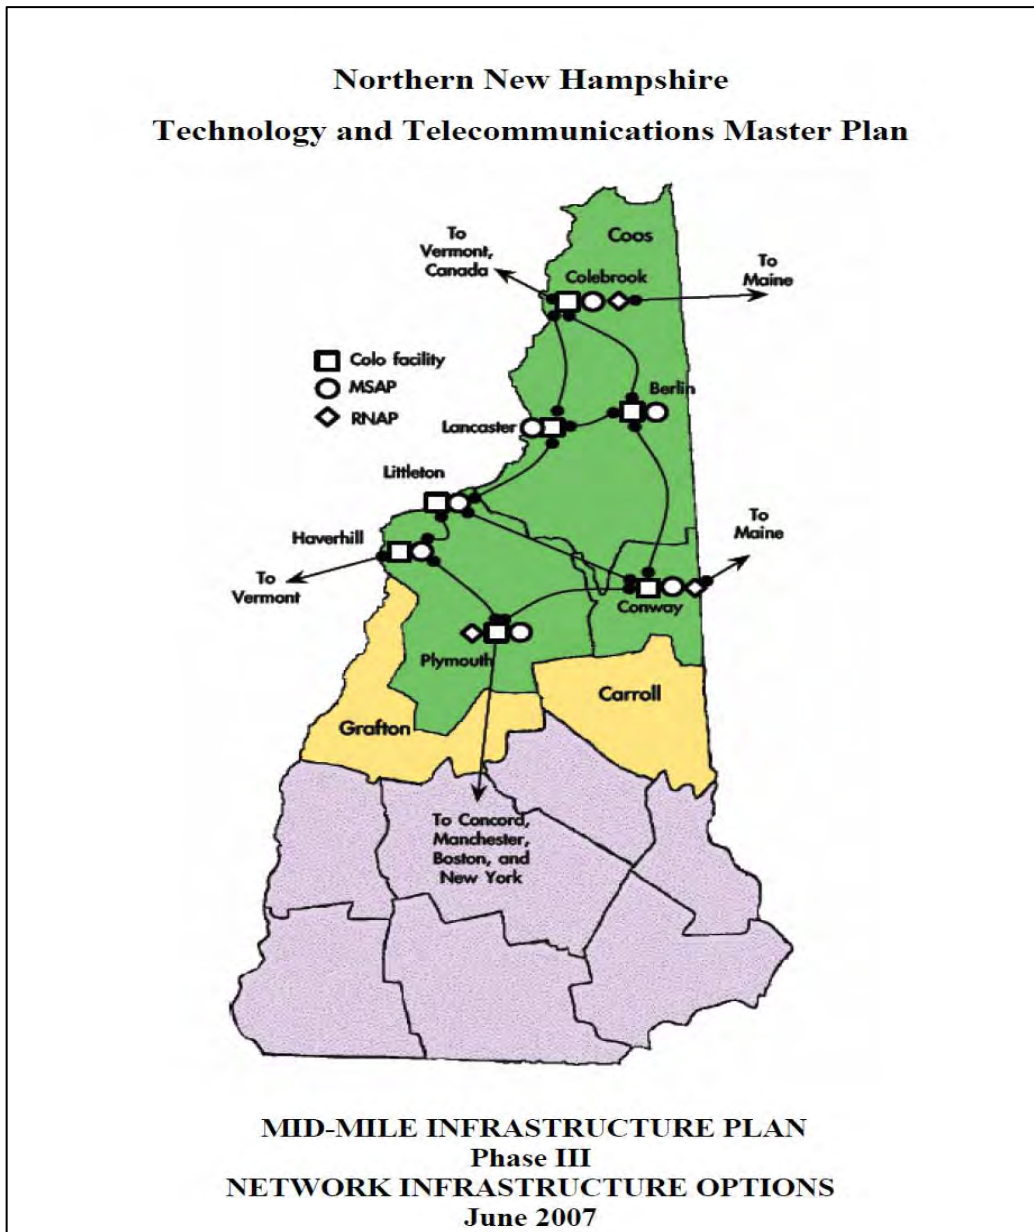 Northern New Hampshire
Technology and Telecommunications Master Plan
To
Vermont,
Canada
Coos
Colebrook
To
Maine
Colo facility
MSAP
RNAP
Berlin
Lancaster
Littleton
Haverhill
To
Vermont
To
Maine
Conway
Plymouth
Carroll
Grafton
To Concord,
Manchester,
Boston, and
New York
MID-MILE INFRASTRUCTURE PLAN
Phase III
NETWORK INFRASTRUCTURE OPTIONS
June 2007